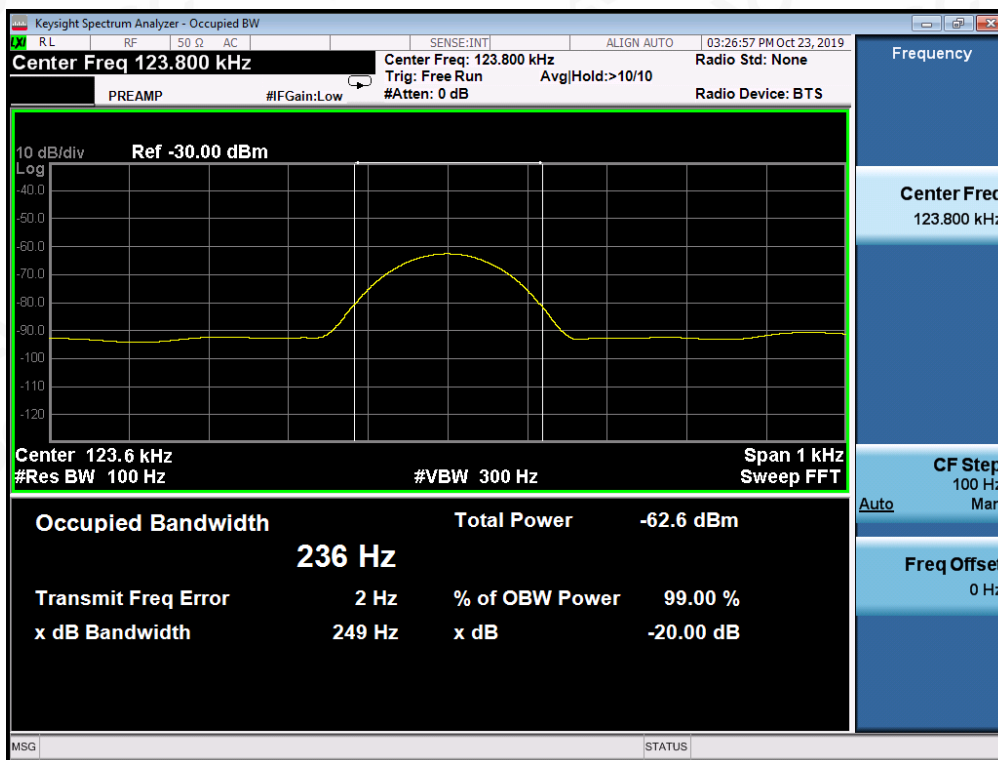 Keysight Spectrum Analyzer - Occupied BW
LXI RL RF 50 Ω AC SENSE:INT ALIGN AUTO 03:26:57 PM Oct 23, 2019
Center Freq 123.800 kHz
Center Freq: 123.800 kHz
Radio Std: None
Trig: Free Run Avg|Hold:>10/10
PREAMP #IFGain:Low #Atten: 0 dB Radio Device: BTS
10 dB/div Ref -30.00 dBm
Log
-40.0
-50.0
-60.0
-70.0
-80.0
-90.0
-100
-110
-120
Center 123.6 kHz Span 1 kHz
#Res BW 100 Hz #VBW 300 Hz Sweep FFT
Occupied Bandwidth Total Power -62.6 dBm
236 Hz
Transmit Freq Error 2 Hz % of OBW Power 99.00 %
x dB Bandwidth 249 Hz x dB -20.00 dB
MSG STATUS
Frequency
Center Freq
123.800 kHz
CF Step
100 Hz
Auto Man
Freq Offset
0 Hz